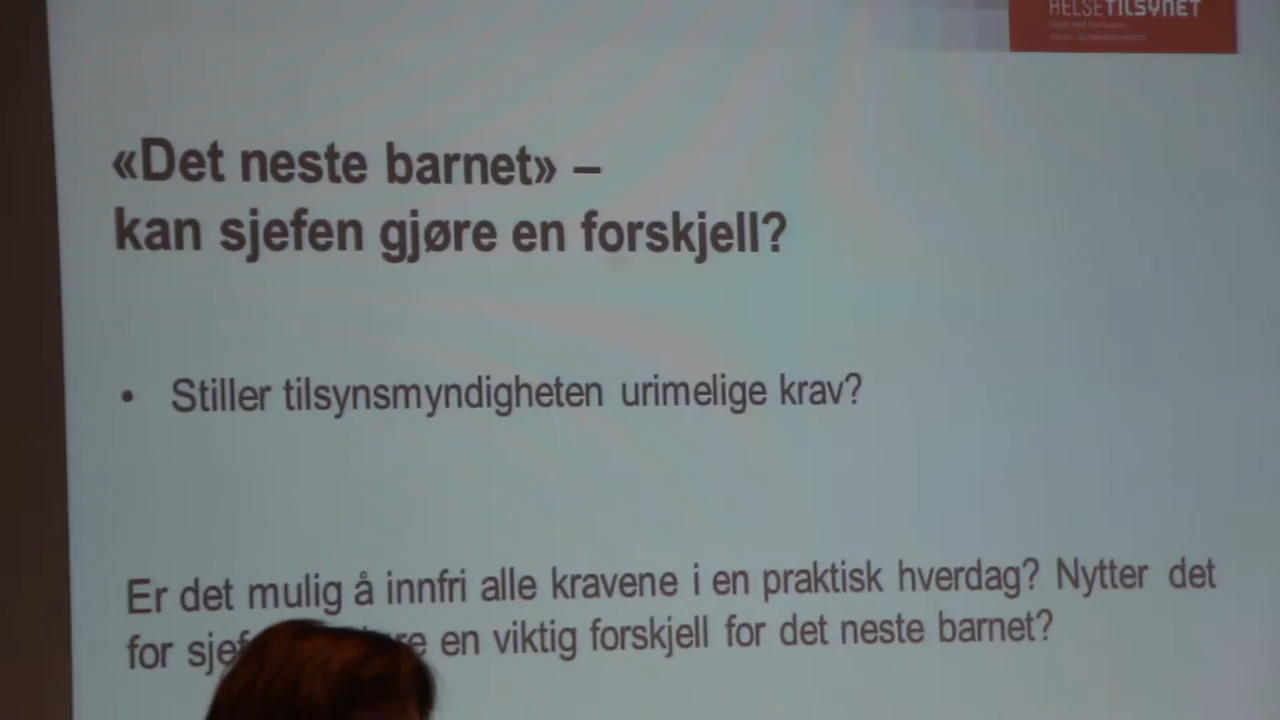 HELSETILSYNET
«Det neste barnet» –
kan sjefen gjøre en forskjell?
• Stiller tilsynsmyndigheten urimelige krav?
Er det mulig å innfri alle kravene i en praktisk hverdag? Nytter det
for en viktig forskjell for det neste barnet?